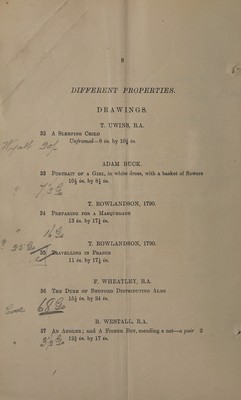 8
DIFFERENT PROPERTIES.
DRAWINGS.
T. UWINS, R.A.
32 A SLEEPING CHILD
Unframed—8 in. by 10½ in.
ADAM BUCK.
33 PORTRAIT OF A GIRL, in white dress, with a basket of flowers
10½ in. by 8½ in.
T. ROWLANDSON, 1790.
34 PREPARING FOR A MASQUERADE
13 in. by 17½ in.
T. ROWLANDSON, 1790.
35 TRAVELLING IN FRANCE
11 in. by 17½ in.
F. WHEATLEY, R.A.
36 THE DUKE OF BEDFORD DISTRIBUTING ALMS
15½ in. by 24 in.
R. WESTALL, R.A.
37 AN ANGLER; and A FISHER BOY, mending a net—a pair 2
12½ in. by 17 in.